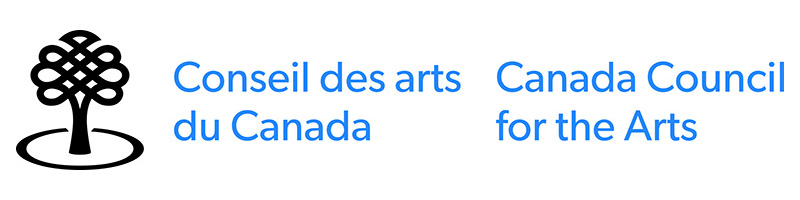 Conseil des arts
du Canada
Canada Council
for the Arts